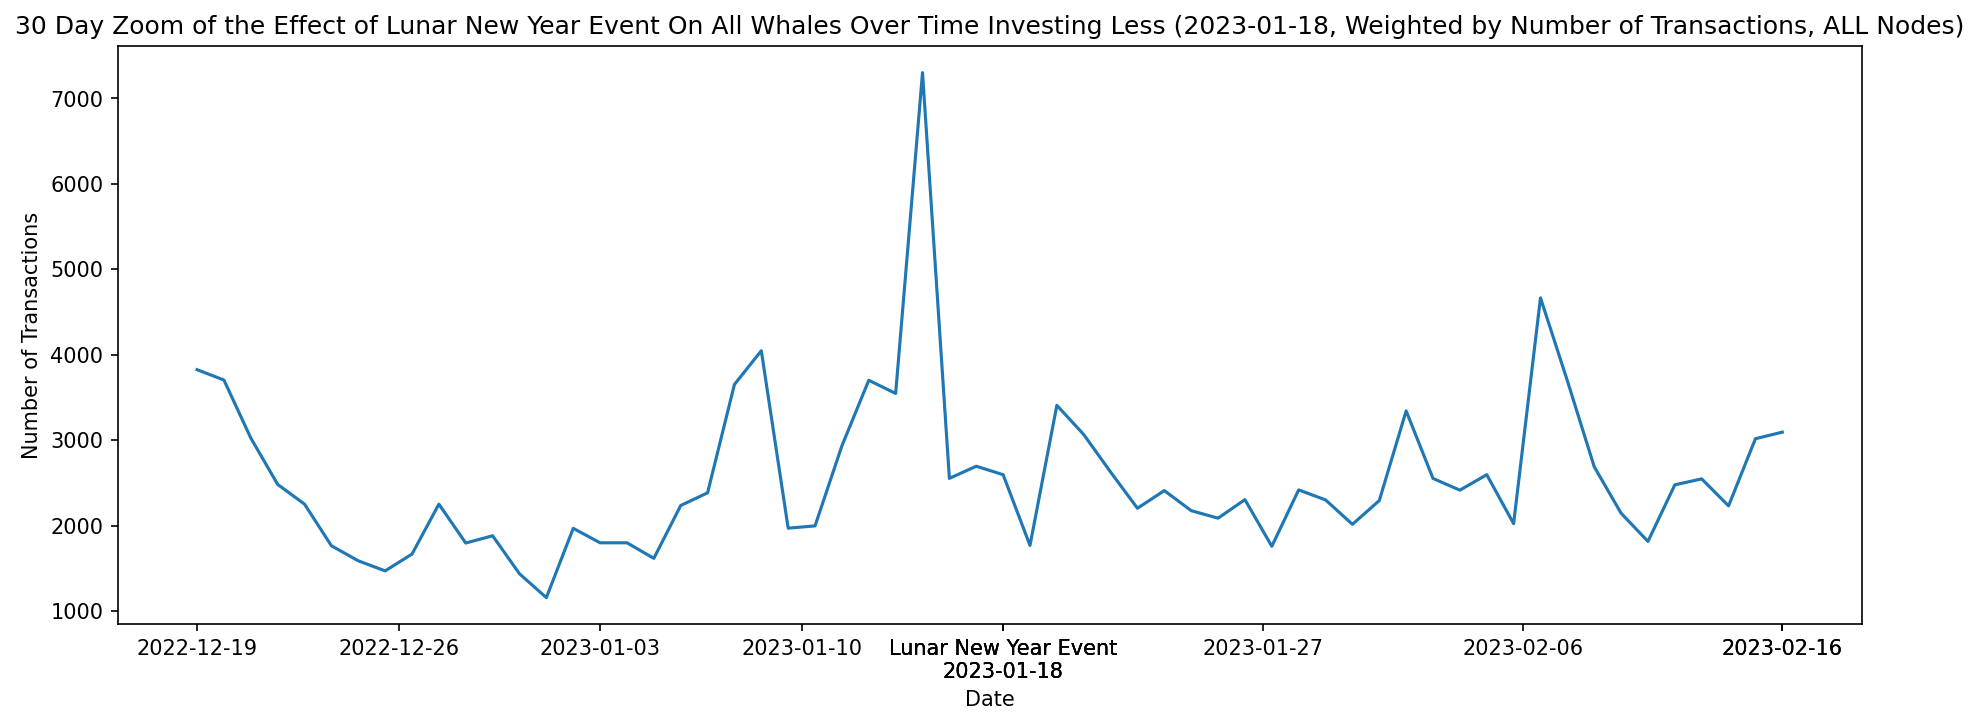 30 Day Zoom of the Effect of Lunar New Year Event On All Whales Over Time Investing Less (2023-01-18, Weighted by Number of Transactions, ALL Nodes)
7000
6000
5000
4000
3000
2000
1000
Number of Transactions
2022-12-19 2022-12-26 2023-01-03 2023-01-10 Lunar New Year Event 2023-01-27 2023-02-06 2023-02-16
2023-01-18
Date